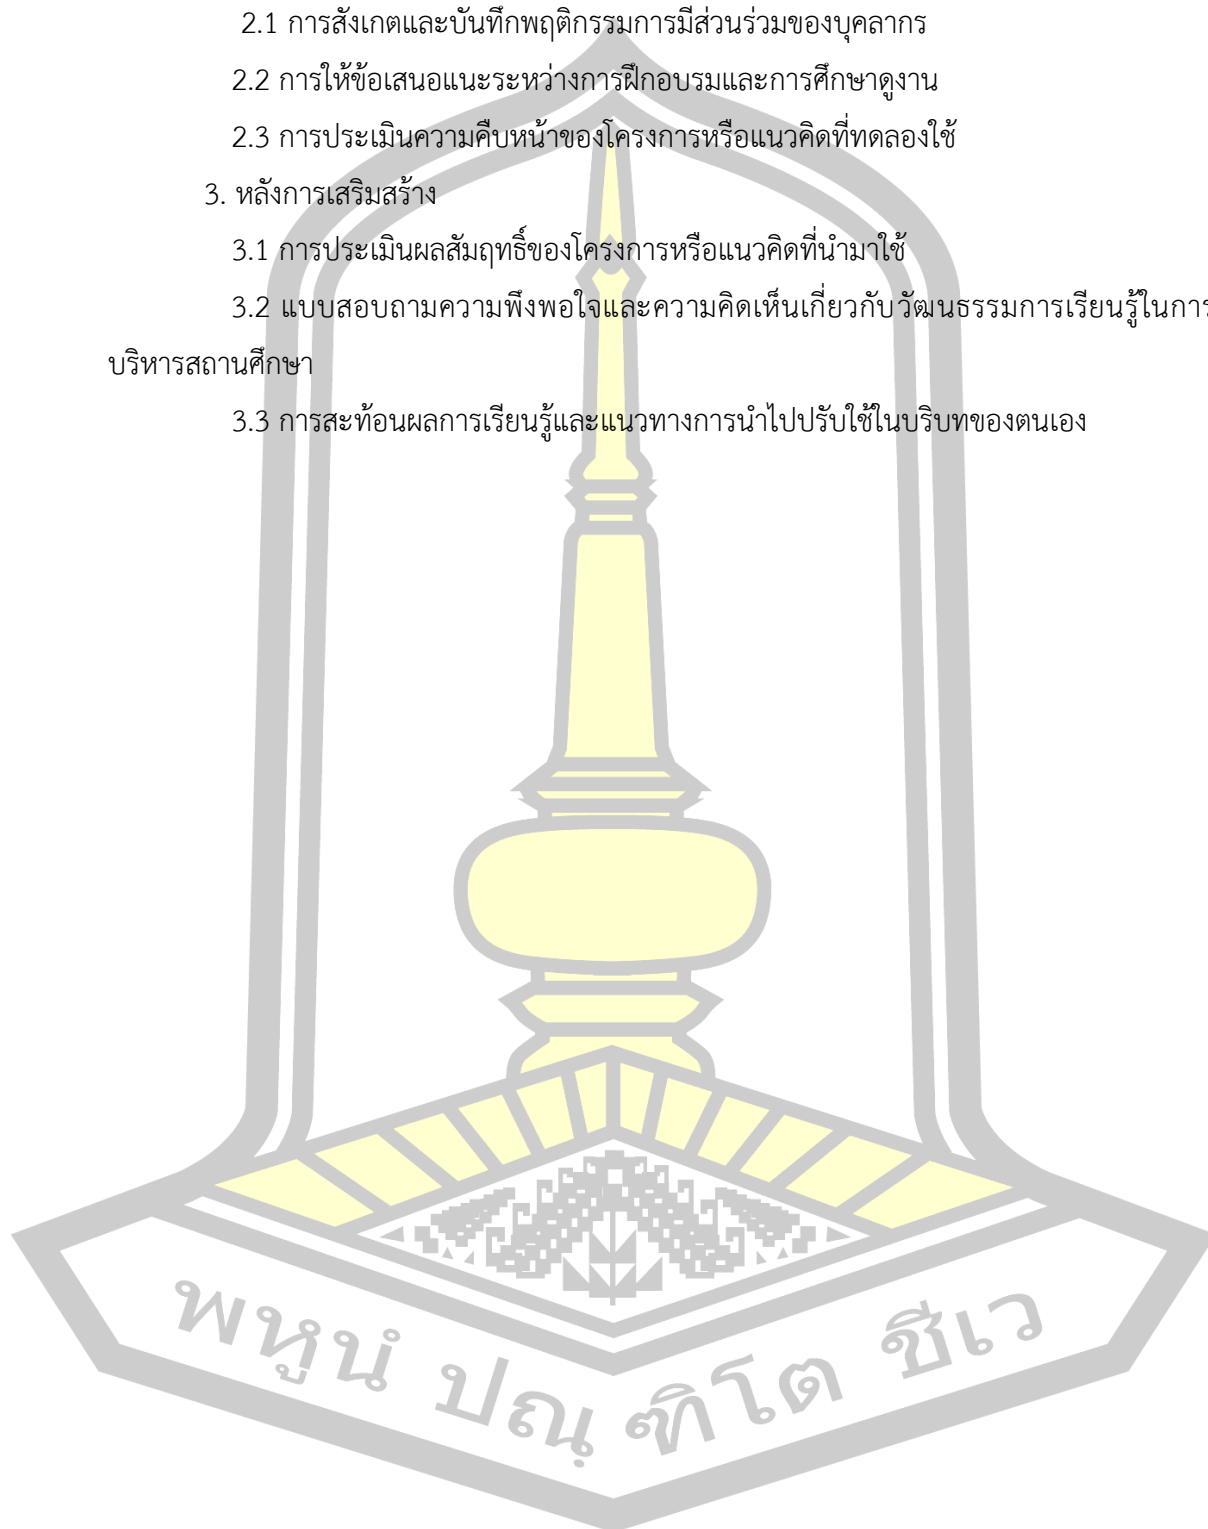 2.1 การสังเกตและบันทึกพฤติกรรมการมีส่วนร่วมของบุคลากร
2.2 การให้ข้อเสนอแนะระหว่างการฝึกอบรมและการศึกษาดูงาน
2.3 การประเมินความคืบหน้าของโครงการหรือแนวคิดที่ทดลองใช้
3. หลังการเสริมสร้าง
3.1 การประเมินผลสัมฤทธิ์ของโครงการหรือแนวคิดที่นำมาใช้
3.2 แบบสอบถามความพึงพอใจและความคิดเห็นเกี่ยวกับวัฒนธรรมการเรียนรู้ในการ
บริหารสถานศึกษา
3.3 การสะท้อนผลการเรียนรู้และแนวทางการนำไปปรับใช้ในบริบทของตนเอง
พหูนํ ปณฺฑิโต ชีเว